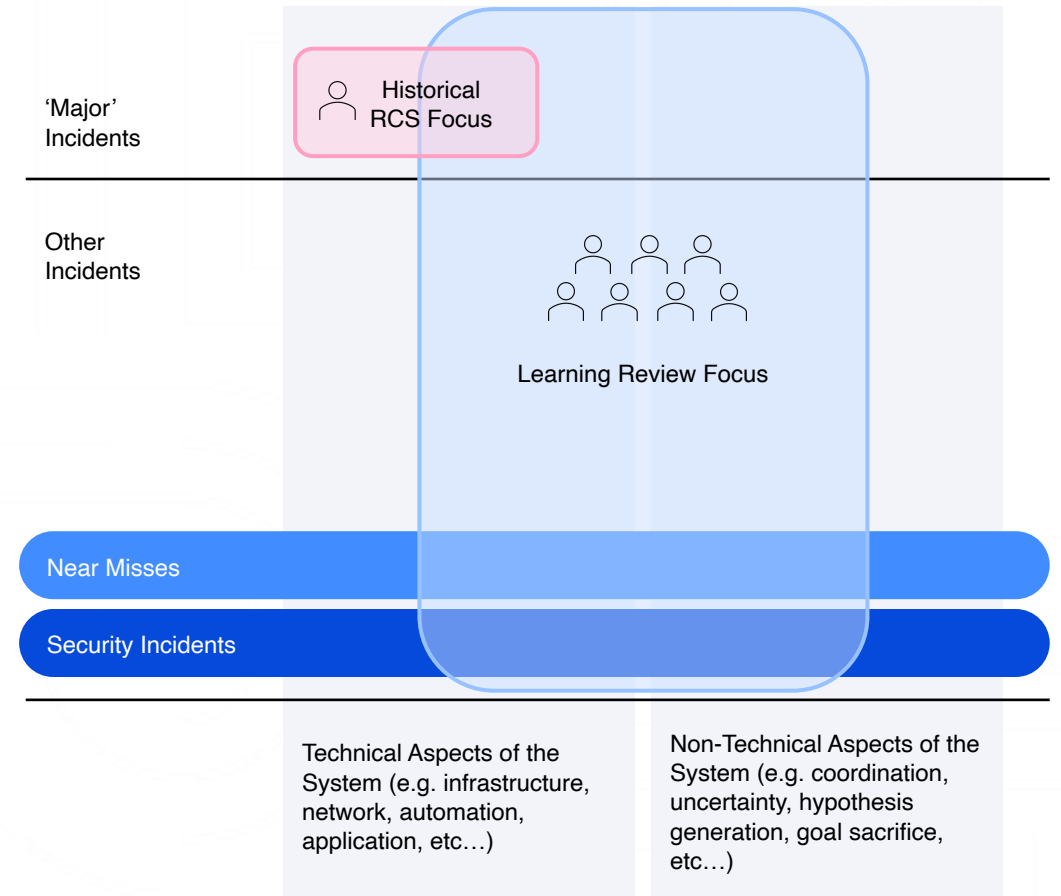 ‘Major’
Incidents
Historical
RCS Focus
Other
Incidents
Learning Review Focus
Near Misses
Security Incidents
Technical Aspects of the
System (e.g. infrastructure,
network, automation,
application, etc…)
Non-Technical Aspects of the
System (e.g. coordination,
uncertainty, hypothesis
generation, goal sacrifice,
etc…)